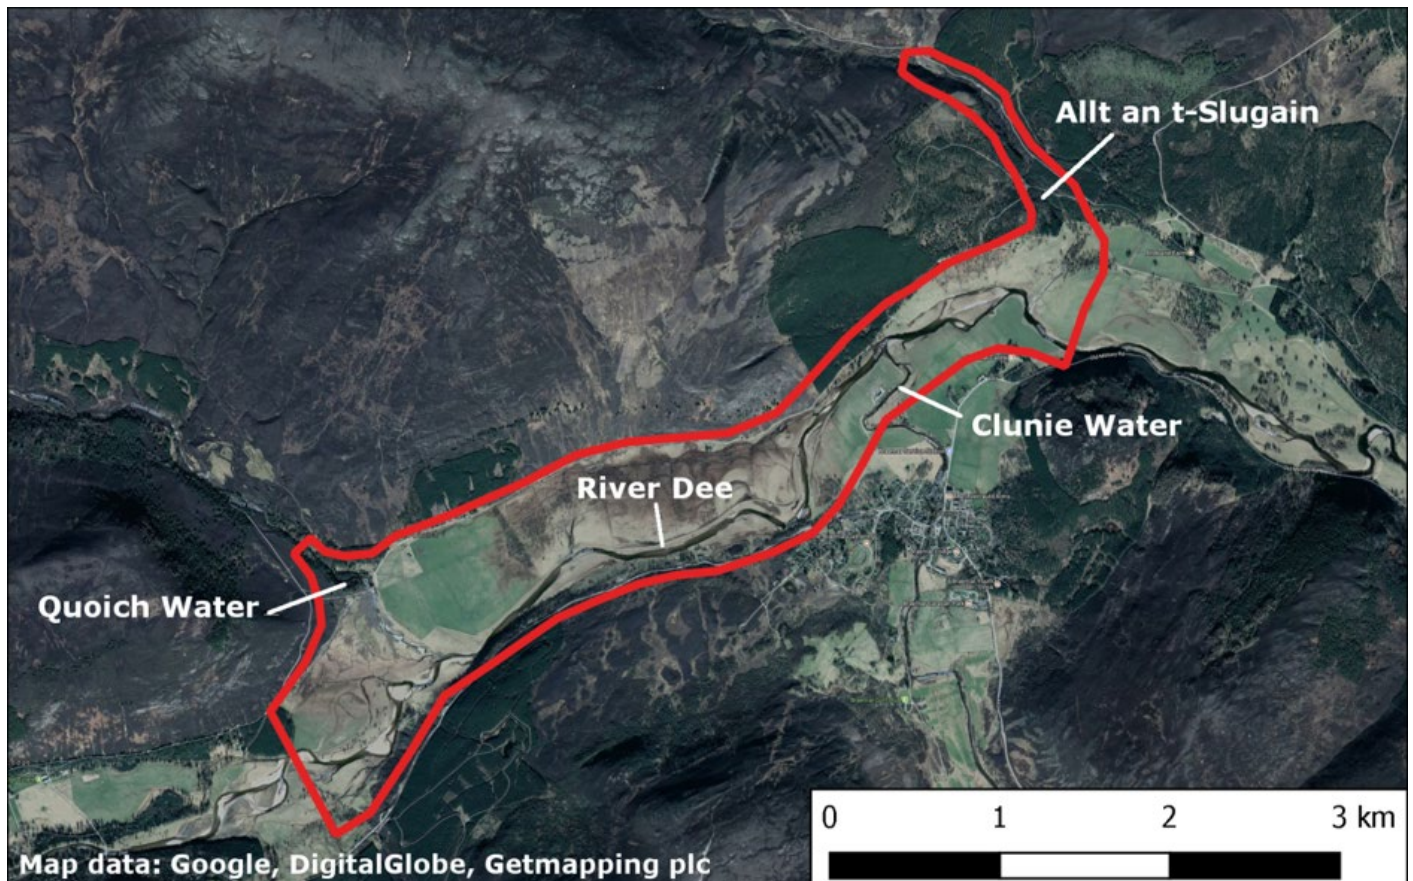 Allt an t-Slugain
Clunie Water
River Dee
Quoich Water
0 1 2 3 km
Map data: Google, DigitalGlobe, Getmapping plc